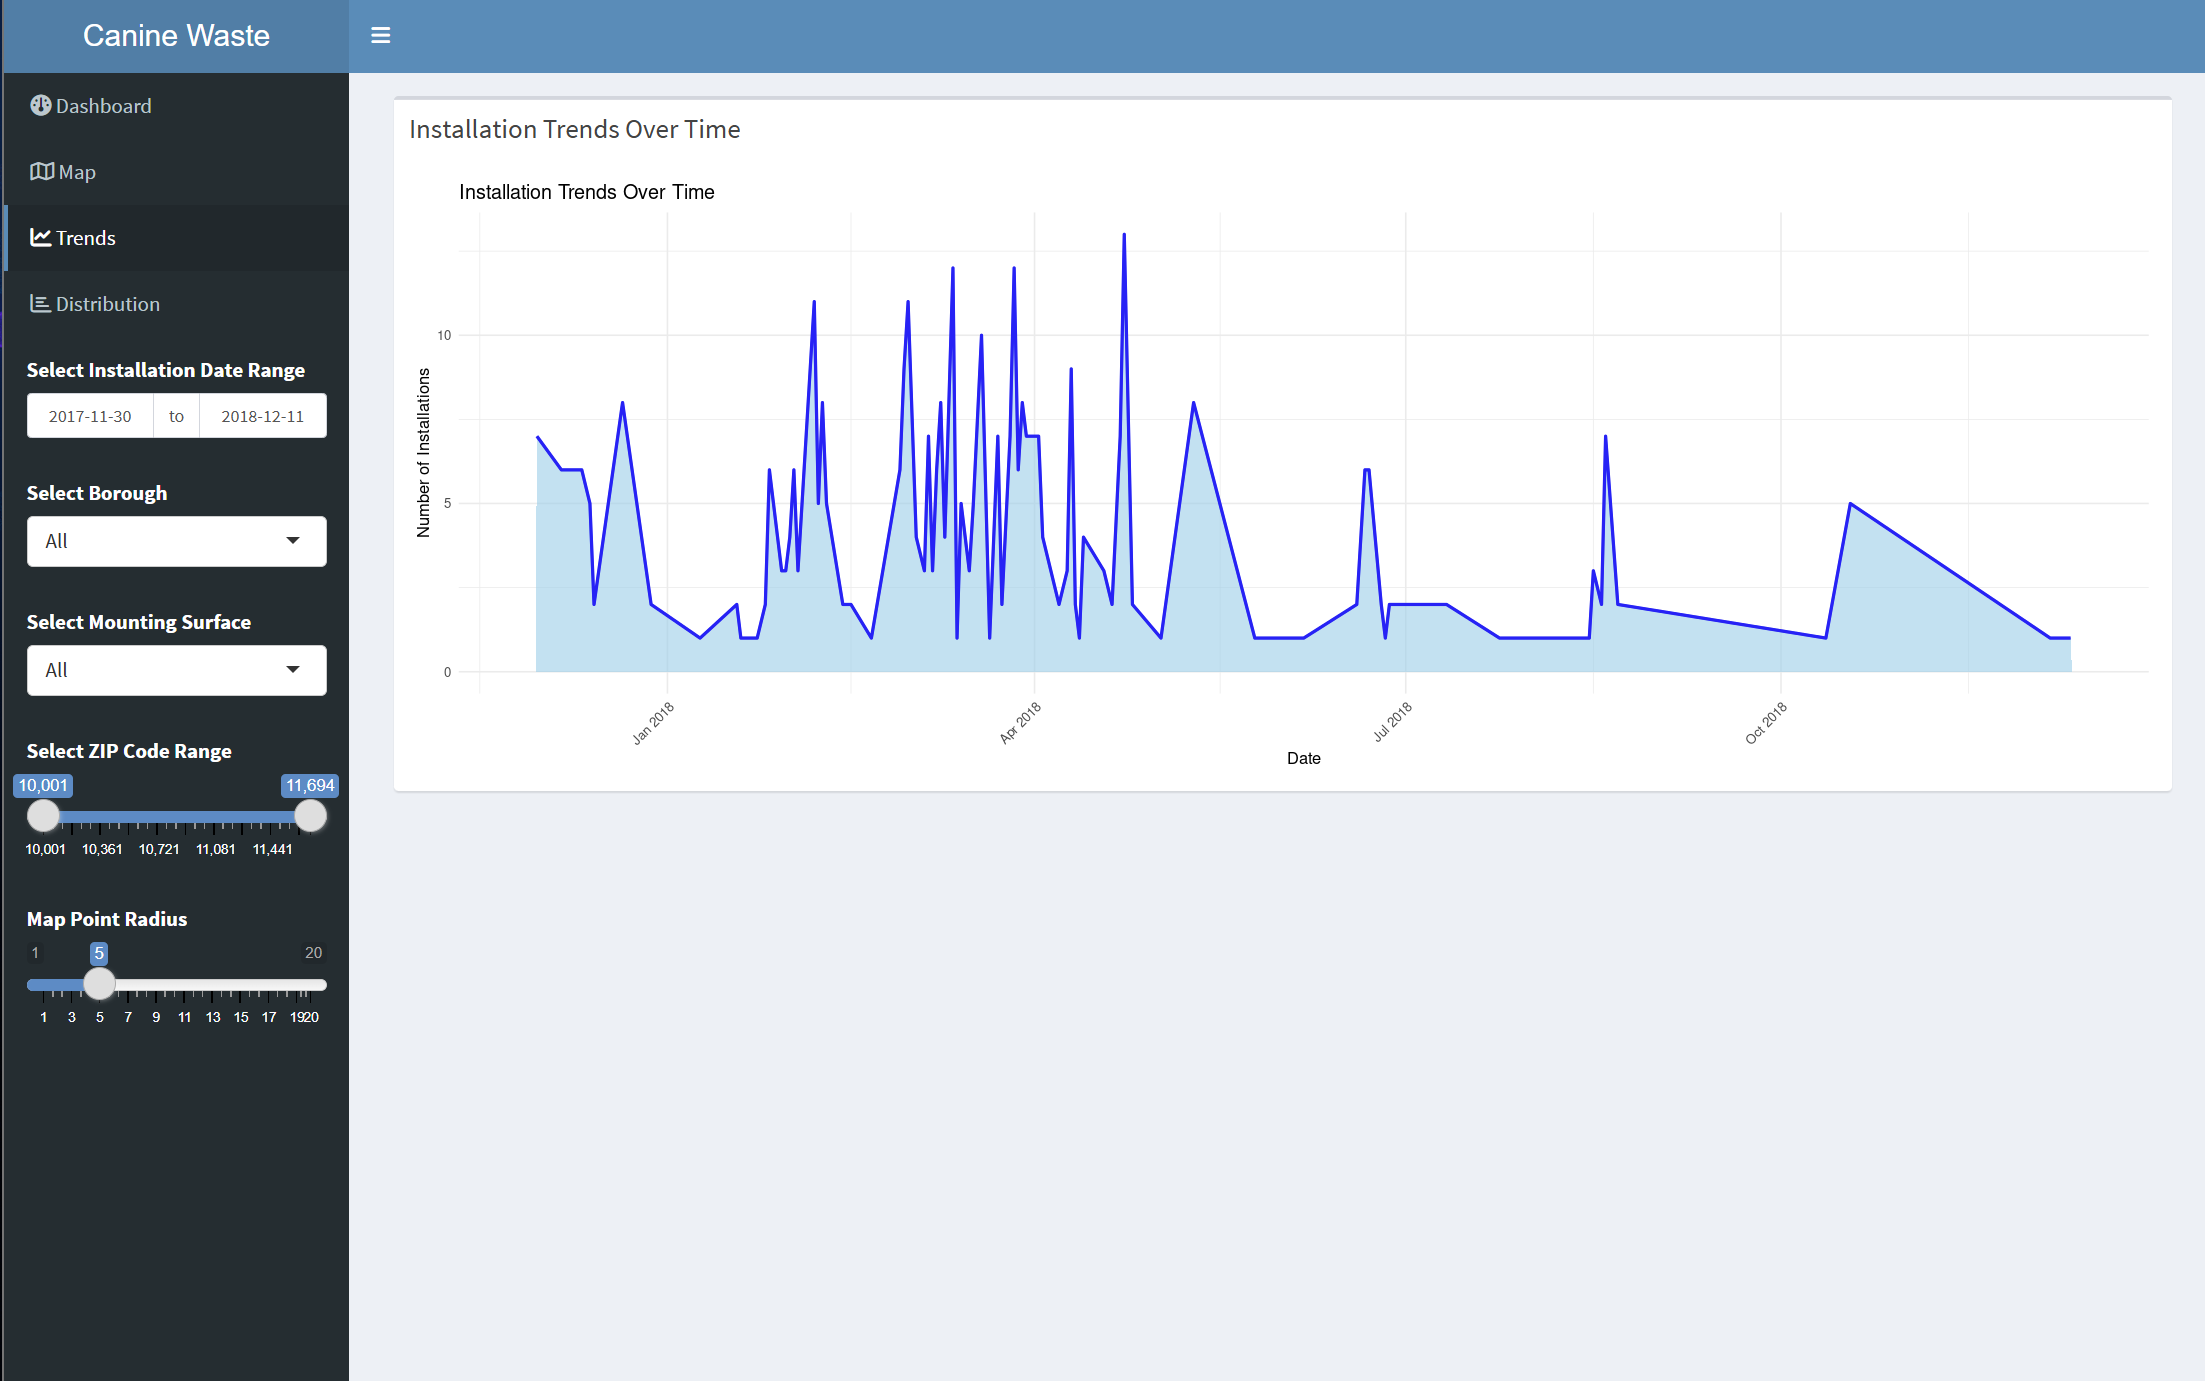 Canine Waste
Dashboard
Map
Trends
Distribution
Select Installation Date Range
2017-11-30 to 2018-12-11
Select Borough
All
Select Mounting Surface
All
Select ZIP Code Range
10,001 11,694
10,001 10,361 10,721 11,081 11,441
Map Point Radius
1 5 20
1 3 5 7 9 11 13 15 17 19 20
Installation Trends Over Time
Installation Trends Over Time
Number of Installations
10
5
0
Jan 2018 Apr 2018 Jul 2018 Oct 2018
Date